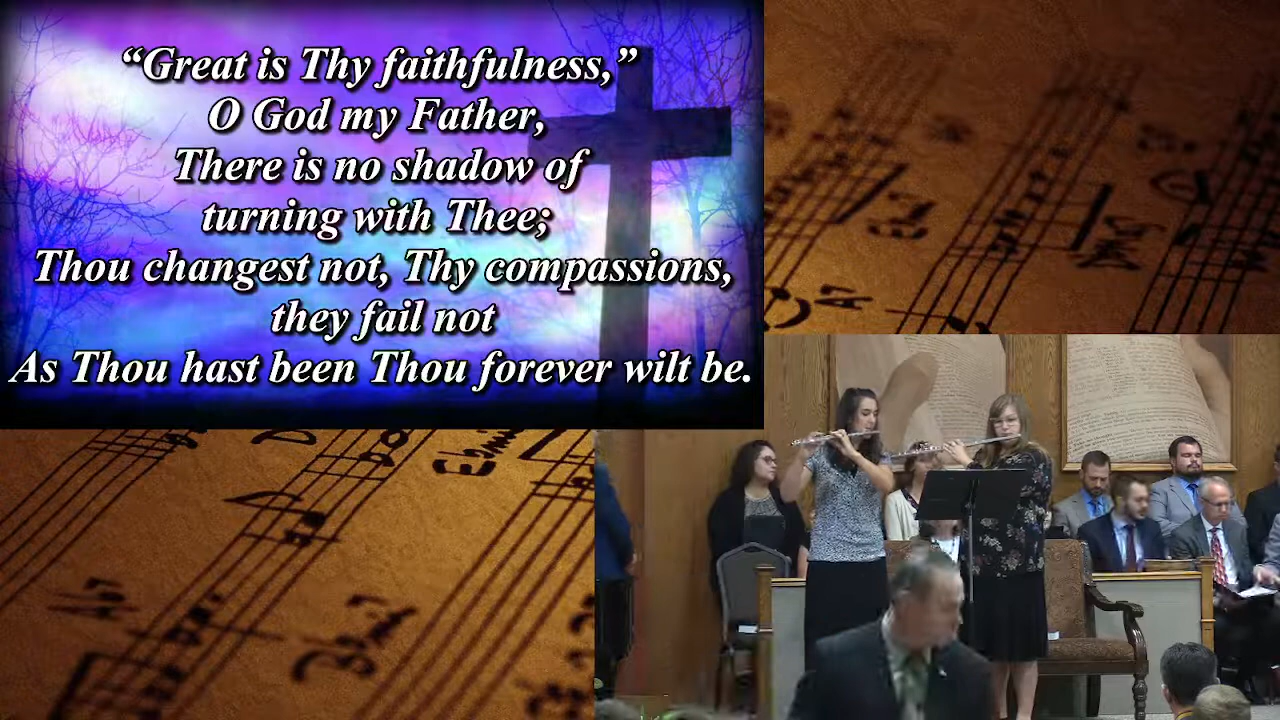 “Great is Thy faithfulness,”
O God my Father,
There is no shadow of
turning with Thee;
Thou changest not, Thy compassions,
they fail not
As Thou hast been Thou forever wilt be.